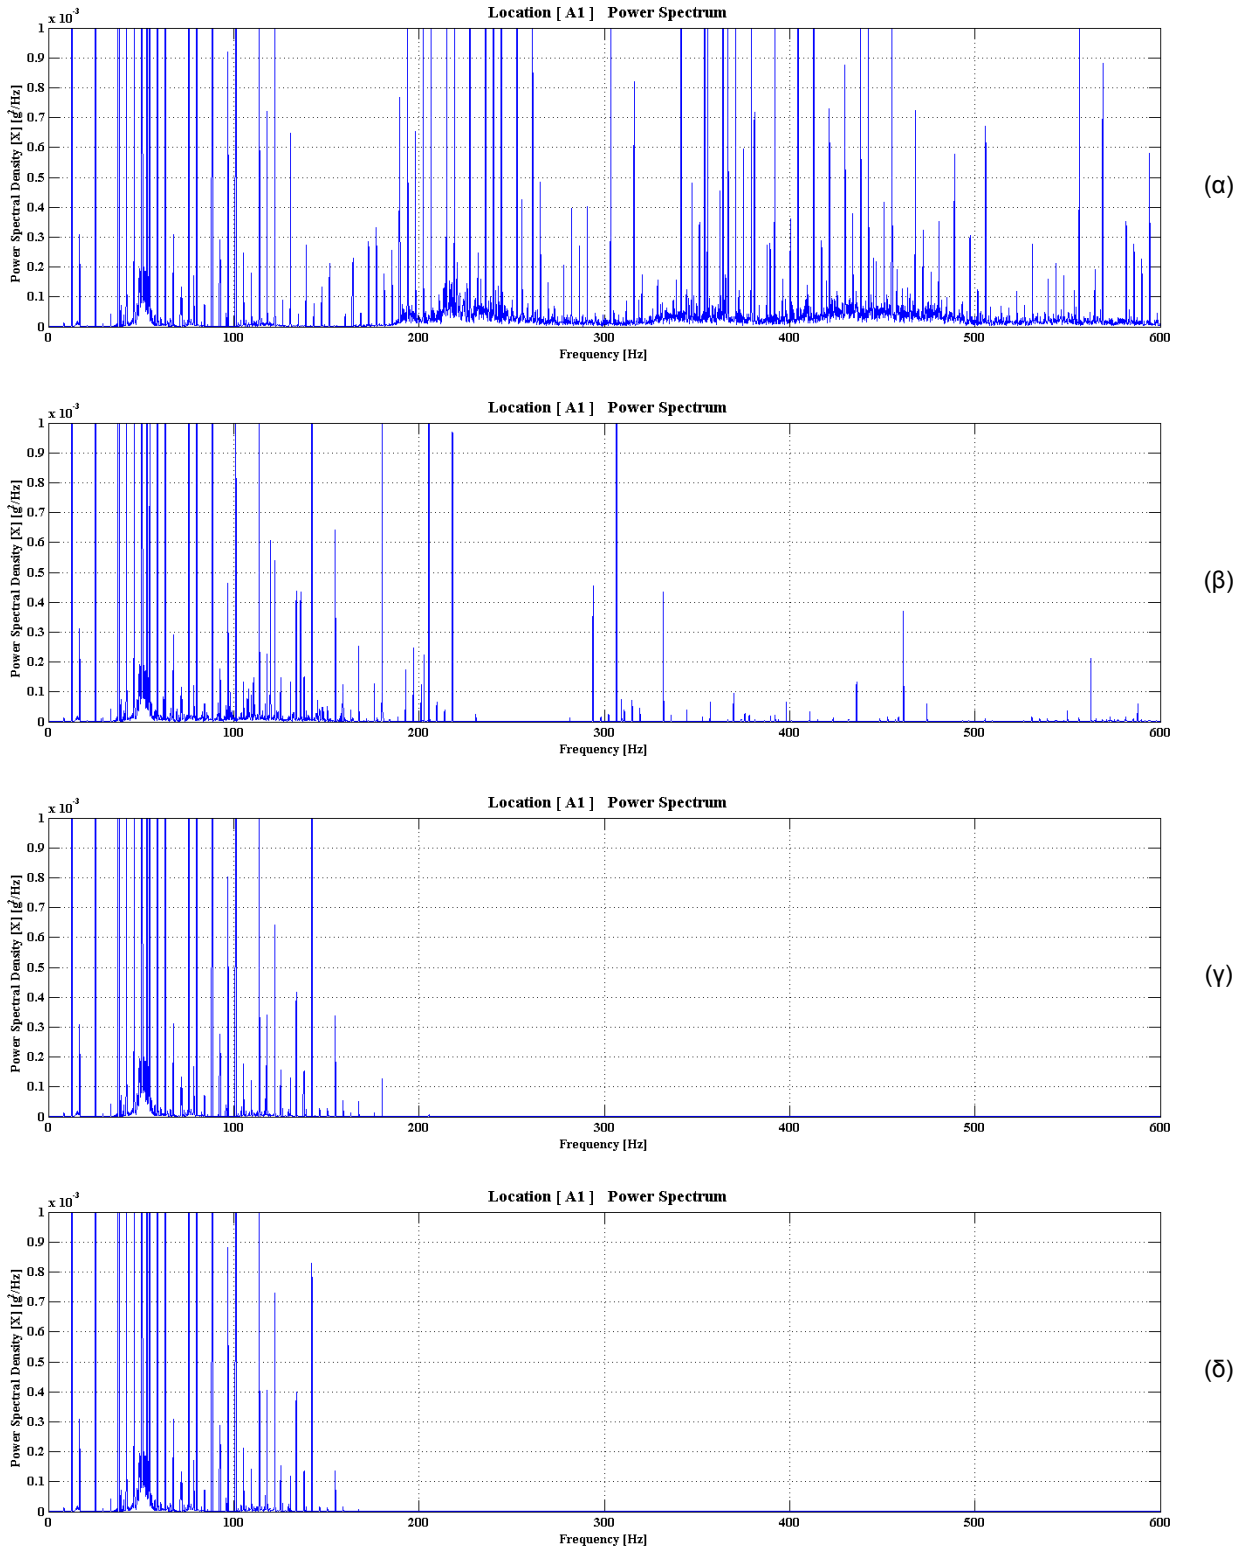 Location [ A1 ] Power Spectrum
x 10⁻³
1
0.9
0.8
0.7
0.6
0.5
0.4
0.3
0.2
0.1
0
Power Spectral Density [X] [g²/Hz]
0 100 200 300 400 500 600
Frequency [Hz]
(α)
Location [ A1 ] Power Spectrum
x 10⁻³
1
0.9
0.8
0.7
0.6
0.5
0.4
0.3
0.2
0.1
0
Power Spectral Density [X] [g²/Hz]
0 100 200 300 400 500 600
Frequency [Hz]
(β)
Location [ A1 ] Power Spectrum
x 10⁻³
1
0.9
0.8
0.7
0.6
0.5
0.4
0.3
0.2
0.1
0
Power Spectral Density [X] [g²/Hz]
0 100 200 300 400 500 600
Frequency [Hz]
(γ)
Location [ A1 ] Power Spectrum
x 10⁻³
1
0.9
0.8
0.7
0.6
0.5
0.4
0.3
0.2
0.1
0
Power Spectral Density [X] [g²/Hz]
0 100 200 300 400 500 600
Frequency [Hz]
(δ)